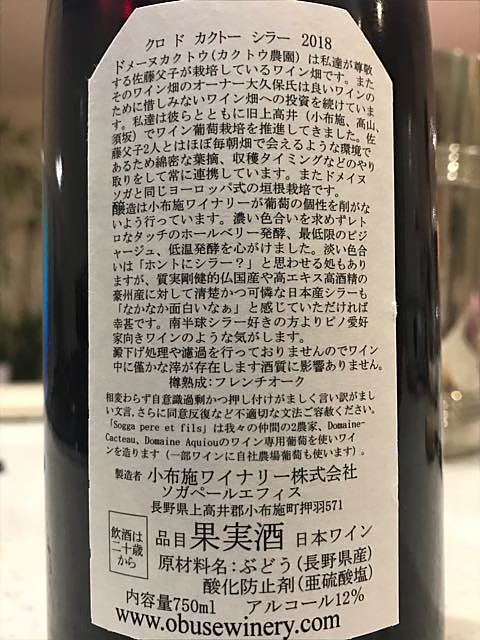 クロ ド カクトー シラー 2018
ドメーヌカクトウ(カクトウ農園) は私達が尊敬
する佐藤父子が栽培しているワイン畑です。また
そのワイン畑のオーナー大久保氏は良いワインの
ために惜しみないワイン畑への投資を続けていま
す。私達は彼らとともに旧上高井（小布施、高山、
須坂）でワイン葡萄栽培を推進してきました。佐
藤父子2人とはほぼ毎朝畑で会えるような環境で
あるため綿密な葉摘、収穫タイミングなどのやり
取りをして常に連携しています。またドメイヌ
ソガと同じヨーロッパ式の垣根栽培です。
醸造は小布施ワイナリーが葡萄の個性を削がな
いよう行っています。濃い色合いを求めずレト
ロなタッチのホールベリー発酵、最低限のピジ
ャージュ、低温発酵を心がけました。淡い色合
いは「ホントにシラー？」と思わせる処もあり
ますが、質実剛健的仏国産や高エキス高酒精の
豪州産に対して清楚かつ可憐な日本産シラーも
「なかなか面白いなぁ」と感じていただければ
幸甚です。南半球シラー好きの方よりピノ愛好
家向きワインのような気がします。
澱下げ処理や濾過を行っておりませんのでワイン
中に僅かな滓が存在します酒質に影響ありません。
樽熟成：フレンチオーク
相変わらず自意識過剰かつ押し付けがましく言い訳がまし
い文言､さらに同意反復など不適切な文法ご容赦ください。
「Sogga pere et fils」は我々の仲間の2農家、Domaine-
Cacteau, Domaine Aquiouのワイン専用葡萄を使いワイ
ンを造ります（一部ワインに自社農場葡萄も使います）。
製造者 小布施ワイナリー株式会社
ソガペールエフィス
長野県上高井郡小布施町押羽571
飲酒は
二十歳
から
品目 果実酒 日本ワイン
原材料名：ぶどう（長野県産）
酸化防止剤（亜硫酸塩）
内容量750ml アルコール12%
www.obusewinery.com